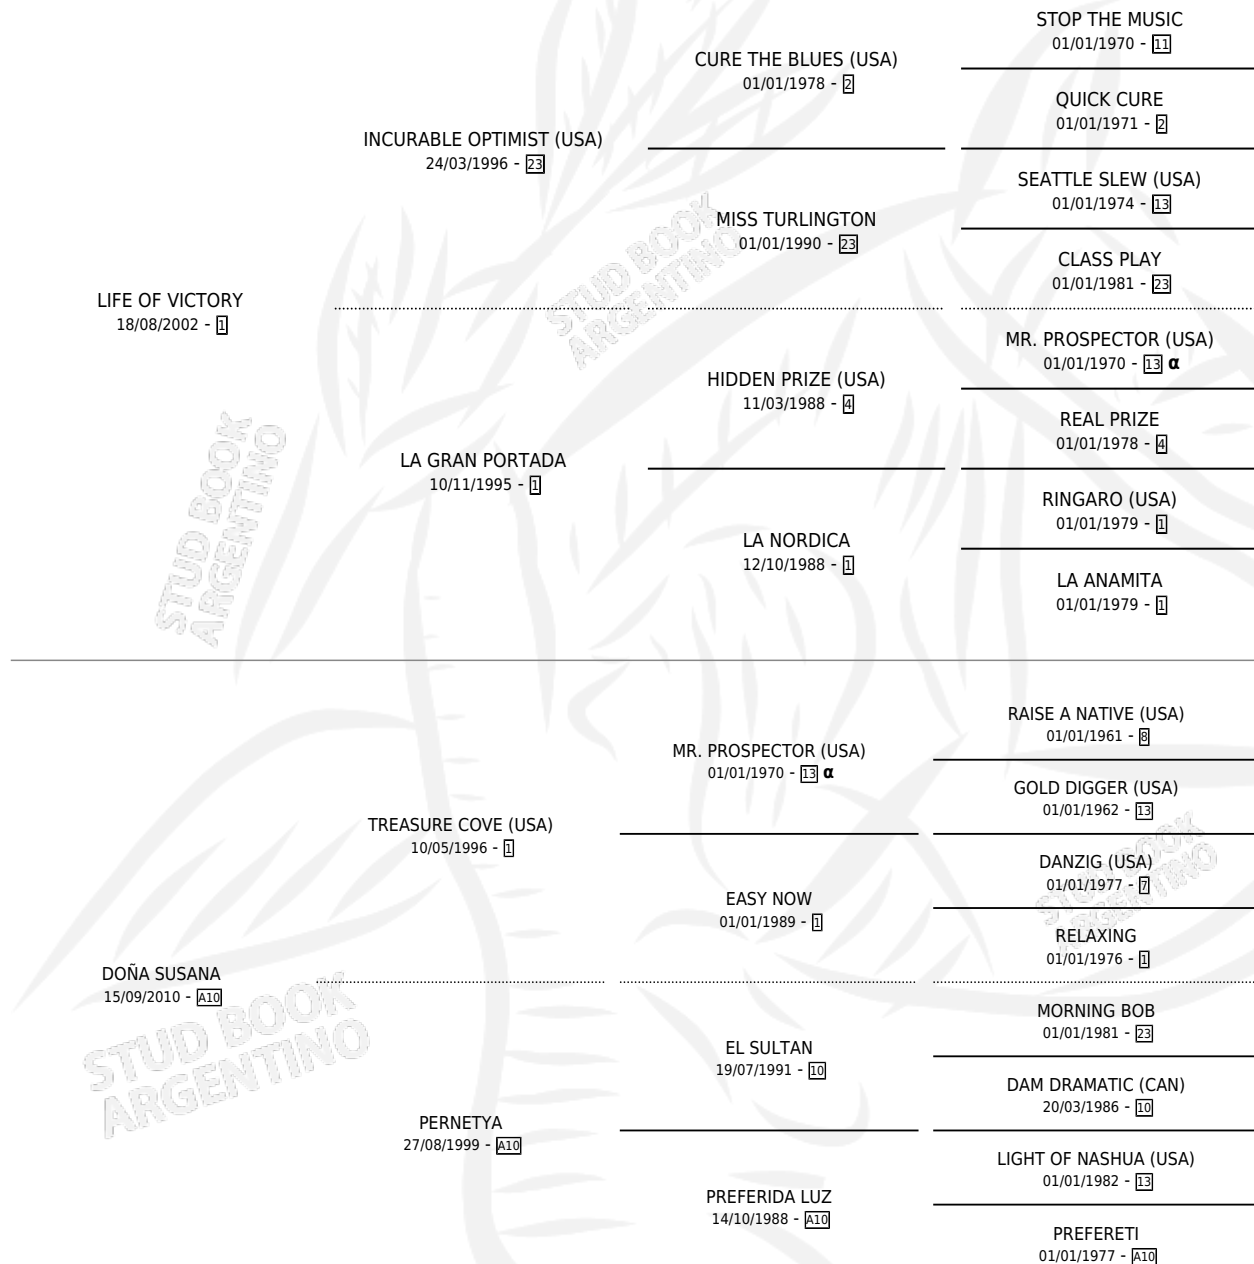 STOP THE MUSIC
01/01/1970 - 11
CURE THE BLUES (USA)
01/01/1978 - 2
QUICK CURE
01/01/1971 - 2
INCURABLE OPTIMIST (USA)
24/03/1996 - 23
SEATTLE SLEW (USA)
01/01/1974 - 13
MISS TURLINGTON
01/01/1990 - 23
CLASS PLAY
01/01/1981 - 23
LIFE OF VICTORY
18/08/2002 - 1
MR. PROSPECTOR (USA)
01/01/1970 - 13 α
HIDDEN PRIZE (USA)
11/03/1988 - 4
REAL PRIZE
01/01/1978 - 4
LA GRAN PORTADA
10/11/1995 - 1
RINGARO (USA)
01/01/1979 - 1
LA NORDICA
12/10/1988 - 1
LA ANAMITA
01/01/1979 - 1
RAISE A NATIVE (USA)
01/01/1961 - 8
MR. PROSPECTOR (USA)
01/01/1970 - 13 α
GOLD DIGGER (USA)
01/01/1962 - 13
TREASURE COVE (USA)
10/05/1996 - 1
DANZIG (USA)
01/01/1977 - 7
EASY NOW
01/01/1989 - 1
RELAXING
01/01/1976 - 1
DOÑA SUSANA
15/09/2010 - A10
MORNING BOB
01/01/1981 - 23
EL SULTAN
19/07/1991 - 10
DAM DRAMATIC (CAN)
20/03/1986 - 10
PERNETYA
27/08/1999 - A10
LIGHT OF NASHUA (USA)
01/01/1982 - 13
PREFERIDA LUZ
14/10/1988 - A10
PREFERETI
01/01/1977 - A10
STUD BOOK
ARGENTINO
STUD BOOK
ARGENTINO
STUD BOOK
ARGENTINO
STUD BOOK
ARGENTINO